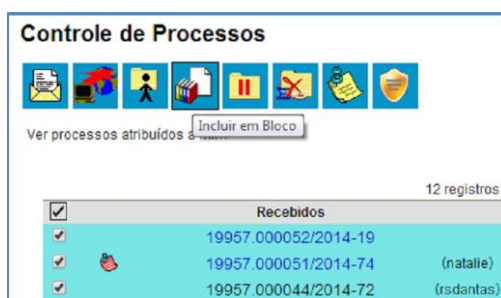 Controle de Processos
Incluir em Bloco
Ver processos atribuídos a
12 registros
Recebidos
19957.000052/2014-19
19957.000051/2014-74 (natalie)
19957.000044/2014-72 (rsdantas)